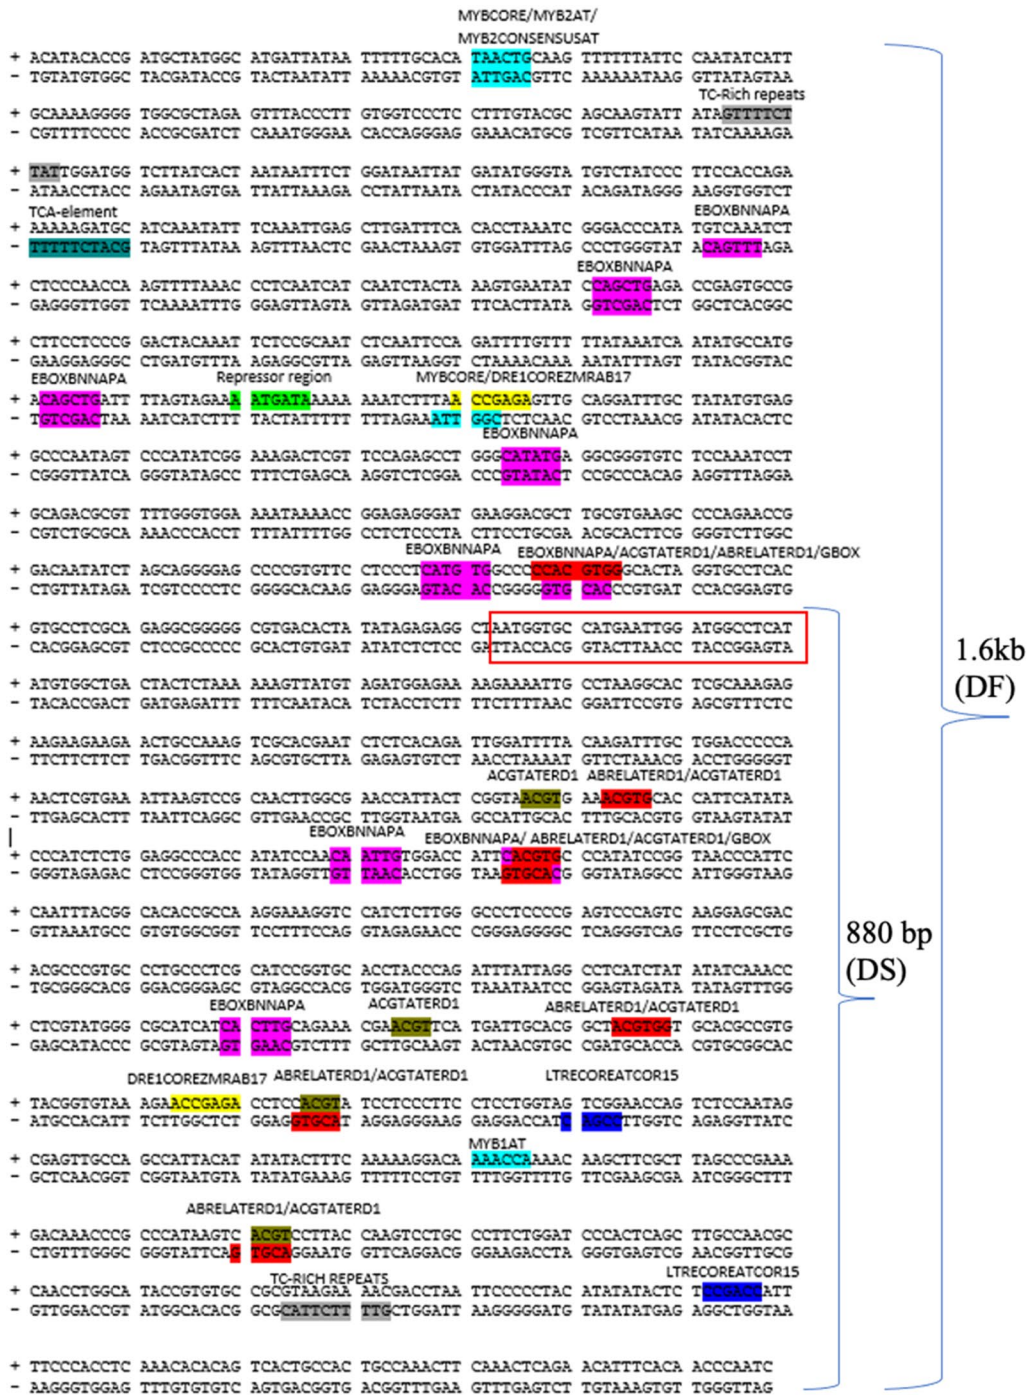 MYBCORE/MYB2AT/
MYB2CONSENSUSAT
+ ACATACACCG ATGCTATGGC ATGATTATAA TTTTTGCACA TAACTGCAAG TTTTTTATTC CAATATCATT
- TGTATGTGGC TACGATACCG TACTAATATT AAAAACGTGT ATTGACGTTC AAAAAATAAG GTTATAGTAA
TC-Rich repeats
+ GCAAAAGGGG TGGCGCTAGA GTTTACCCTT GTGGTCCCTC CTTTGTACGC AGCAAGTATT ATAGTTTTCT
- CGTTTTCCCC ACCGCGATCT CAAATGGGAA CACCAGGGAG GAAACATGCG TCGTTCATAA TATCAAAAGA
+ TATTGGATGG TCTTATCACT AATAATTTCT GGATAATTAT GATATGGGTA TGTCTATCCC TTCCACCAGA
- ATAACCTACC AGAATAGTGA TTATTAAAGA CCTATTAATA CTATACCCAT ACAGATAGGG AAGGTGGTCT
TCA-element EBOXBNNAPA
+ AAAAAGATGC ATCAAATATT TCAAATTGAG CTTGATTTCA CACCTAAATC GGGACCCATA TGTCAAATCT
- TTTTTCTACG TAGTTTATAA AGTTTAACTC GAACTAAAGT GTGGATTTAG CCCTGGGTAT ACAGTTTAGA
EBOXBNNAPA
+ CTCCCAACCA AGTTTTAAAC CCTCAATCAT CAATCTACTA AAGTGAATAT CCAGCTGAGA CCGAGTGCCG
- GAGGGTTGGT TCAAAATTTG GGAGTTAGTA GTTAGATGAT TTCACTTATA GGTCGACTCT GGCTCACGGC
+ CTTCCTCCCG GACTACAAAT TCTCCGCAAT CTCAATTCCA GATTTTGTTT TATAAATCAA ATATGCCATG
- GAAGGAGGGC CTGATGTTTA AGAGGCGTTA GAGTTAAGGT CTAAAACAAA ATATTTAGTT TATACGGTAC
EBOXBNNAPA Repressor region MYBCORE/DRE1COREZMRAB17
+ ACAGCTGATT TTAGTAGAAA ATGATAAAAA AAATCTTTAA CCGAGAGTTG CAGGATTTGC TATATGTGAG
- TGTCGACTAA AATCATCTTT TACTATTTTT TTTAGAAATT GGCTCTCAAC GTCCTAAACG ATATACACTC
EBOXBNNAPA
+ GCCCAATAGT CCCATATCGG AAAGACTCGT TCCAGAGCCT GGGCATATGA GGCGGGTGTC TCCAAATCCT
- CGGGTTATCA GGGTATAGCC TTTCTGAGCA AGGTCTCGGA CCCGTATACT CCGCCCACAG AGGTTTAGGA
+ GCAGACGCGT TTTGGGTGGA AAATAAAACC GGAGAGGGAT GAAGGACGCT TGCGTGAAGC CCCAGAACCG
- CGTCTGCGCA AAACCCACCT TTTATTTTGG CCTCTCCCTA CTTCCTGCGA ACGCACTTCG GGGTCTTGGC
EBOXBNNAPA EBOXBNNAPA/ACGTATERD1/ABRELATERD1/GBOX
+ GACAATATCT AGCAGGGGAG CCCCGTGTTC CTCCCTCATG TGGCCCCCAC GTGGGCACTA GGTGCCTCAC
- CTGTTATAGA TCGTCCCCTC GGGGCACAAG GAGGGAGTAC ACCGGGGGTG CACCCGTGAT CCACGGAGTG
+ GTGCCTCGCA GAGGCGGGGG CGTGACACTA TATAGAGAGG CTAATGGTGC CATGAATTGG ATGGCCTCAT
- CACGGAGCGT CTCCGCCCCC GCACTGTGAT ATATCTCTCC GATTACCACG GTACTTAACC TACCGGAGTA
1.6kb
(DF)
+ ATGTGGCTGA CTACTCTAAA AAAGTTATGT AGATGGAGAA AAGAAAATTG CCTAAGGCAC TCGCAAAGAG
- TACACCGACT GATGAGATTT TTTCAATACA TCTACCTCTT TTCTTTTAAC GGATTCCGTG AGCGTTTCTC
+ AAGAAGAAGA ACTGCCAAAG TCGCACGAAT CTCTCACAGA TTGGATTTTA CAAGATTTGC TGGACCCCCA
- TTCTTCTTCT TGACGGTTTC AGCGTGCTTA GAGAGTGTCT AACCTAAAAT GTTCTAAACG ACCTGGGGGT
ACGTATERD1 ABRELATERD1/ACGTATERD1
+ AACTCGTGAA ATTAAGTCCG CAACTTGGCG AACCATTACT CGGTAACGTG AAACGTGCAC CATTCATATA
- TTGAGCACTT TAATTCAGGC GTTGAACCGC TTGGTAATGA GCCATTGCAC TTTGCACGTG GTAAGTATAT
EBOXBNNAPA EBOXBNNAPA/ ABRELATERD1/ACGTATERD1/GBOX
+ CCCATCTCTG GAGGCCCACC ATATCCAACA ATTGTGGACC ATTCACGTGC CCATATCCGG TAACCCATTC
- GGGTAGAGAC CTCCGGGTGG TATAGGTTGT TAACACCTGG TAAGTGCACG GGTATAGGCC ATTGGGTAAG
+ CAATTTACGG CACACCGCCA AGGAAAGGTC CATCTCTTGG GCCCTCCCCG AGTCCCAGTC AAGGAGCGAC
- GTTAAATGCC GTGTGGCGGT TCCTTTCCAG GTAGAGAACC CGGGAGGGGC TCAGGGTCAG TTCCTCGCTG
880 bp
(DS)
+ ACGCCCGTGC CCTGCCCTCG CATCCGGTGC ACCTACCCAG ATTTATTAGG CCTCATCTAT ATATCAAACC
- TGCGGGCACG GGACGGGAGC GTAGGCCACG TGGATGGGTC TAAATAATCC GGAGTAGATA TATAGTTTGG
EBOXBNNAPA ACGTATERD1 ABRELATERD1/ACGTATERD1
+ CTCGTATGGG CGCATCATCA CTTGCAGAAA CGAACGTTCA TGATTGCACG GCTACGTGGT GCACGCCGTG
- GAGCATACCC GCGTAGTAGT GAACGTCTTT GCTTGCAAGT ACTAACGTGC CGATGCACCA CGTGCGGCAC
DRE1COREZMRAB17 ABRELATERD1/ACGTATERD1 LTRECOREATCOR15
+ TACGGTGTAA AGAACCGAGA CCTCCACGTA TCCTCCCTTC CTCCTGGTAG TCGGAACCAG TCTCCAATAG
- ATGCCACATT TCTTGGCTCT GGAGGTGCAT AGGAGGGAAG GAGGACCATC AGCCTTGGTC AGAGGTTATC
MYB1AT
+ CGAGTTGCCA GCCATTACAT ATATACTTTC AAAAAGGACA AAACCAAAAC AAGCTTCGCT TAGCCCGAAA
- GCTCAACGGT CGGTAATGTA TATATGAAAG TTTTTCCTGT TTTGGTTTTG TTCGAAGCGA ATCGGGCTTT
ABRELATERD1/ACGTATERD1
+ GACAAACCCG CCCATAAGTC ACGTCCTTAC CAAGTCCTGC CCTTCTGGAT CCCACTCAGC TTGCCAACGC
- CTGTTTGGGC GGGTATTCAG TGCAGGAATG GTTCAGGACG GGAAGACCTA GGGTGAGTCG AACGGTTGCG
TC-RICH REPEATS LTRECOREATCOR15
+ CAACCTGGCA TACCGTGTGC CGCGTAAGAA AACGACCTAA TTCCCCCTAC ATATATACTC TCCGACCATT
- GTTGGACCGT ATGGCACACG GCGCATTCTT TTGCTGGATT AAGGGGGATG TATATATGAG AGGCTGGTAA
+ TTCCCACCTC AAACACACAG TCACTGCCAC TGCCAAACTT CAAACTCAGA ACATTTCACA ACCCAATC
- AAGGGTGGAG TTTGTGTGTC AGTGACGGTG ACGGTTTGAA GTTTGAGTCT TGTAAAGTGT TGGGTTAG